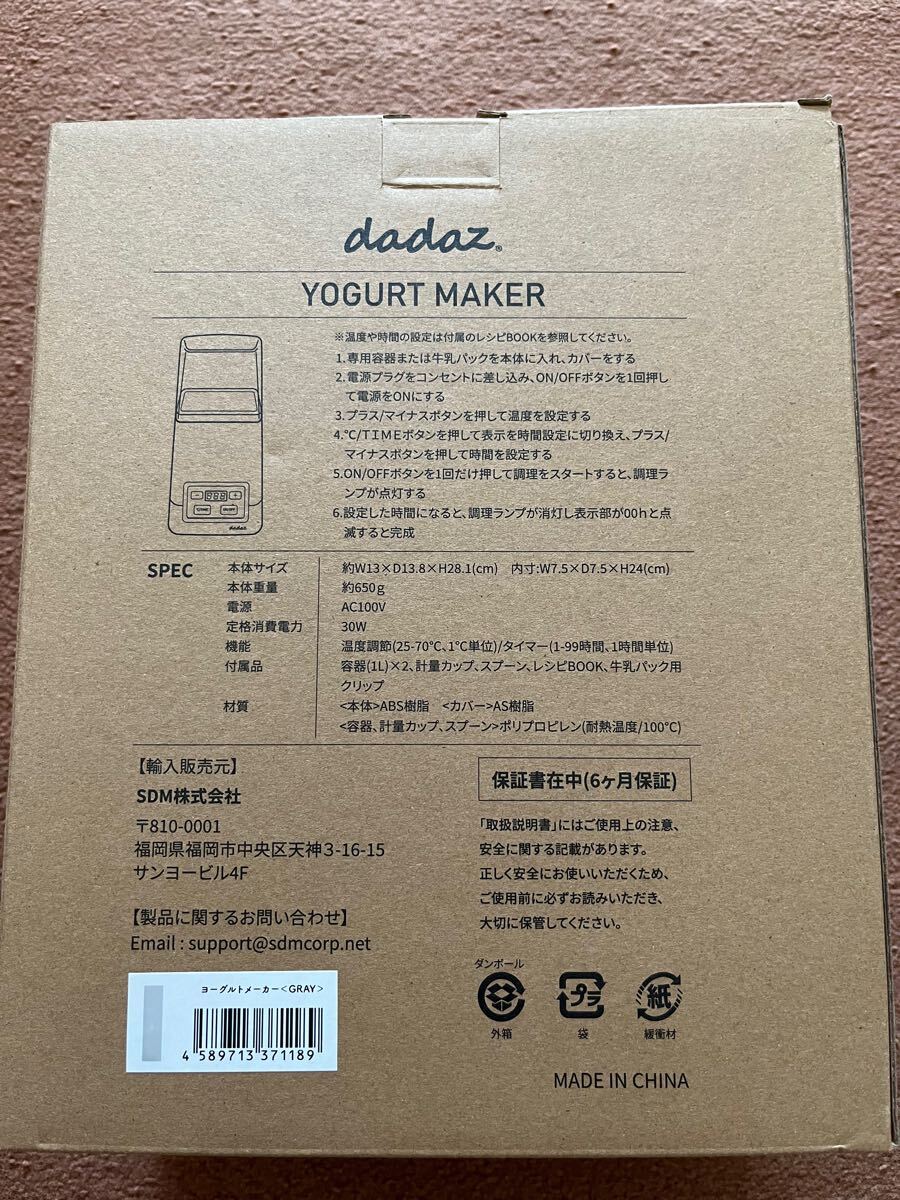 dadaz®
YOGURT MAKER
※温度や時間の設定は付属のレシピBOOKを参照してください。
1.専用容器または牛乳パックを本体に入れ、カバーをする
2.電源プラグをコンセントに差し込み、ON/OFFボタンを1回押し
て電源をONにする
3.プラス/マイナスボタンを押して温度を設定する
4.℃/TIMEボタンを押して表示を時間設定に切り換え、プラス/
マイナスボタンを押して時間を設定する
5.ON/OFFボタンを1回だけ押して調理をスタートすると、調理ラ
ンプが点灯する
6.設定した時間になると、調理ランプが消灯し表示部が00hと点
滅すると完成
− 888 +
℃/TIME ON/OFF
dadaz
SPEC 本体サイズ 約W13×D13.8×H28.1(cm) 内寸:W7.5×D7.5×H24(cm)
本体重量 約650g
電源 AC100V
定格消費電力 30W
機能 温度調節(25-70℃、1℃単位)/タイマー(1-99時間、1時間単位)
付属品 容器(1L)×2、計量カップ、スプーン、レシピBOOK、牛乳パック用
クリップ
材質 <本体>ABS樹脂 <カバー>AS樹脂
<容器、計量カップ、スプーン>ポリプロピレン(耐熱温度/100℃)
【輸入販売元】
SDM株式会社
〒810-0001
福岡県福岡市中央区天神3-16-15
サンヨービル4F
【製品に関するお問い合わせ】
Email : support@sdmcorp.net
保証書在中(6ヶ月保証)
「取扱説明書」にはご使用上の注意、
安全に関する記載があります。
正しく安全にお使いいただくため、
ご使用前に必ずお読みいただき、
大切に保管してください。
ダンボール
プラ 紙
外箱 袋 緩衝材
ヨーグルトメーカー<GRAY>
4 589713 371189
MADE IN CHINA